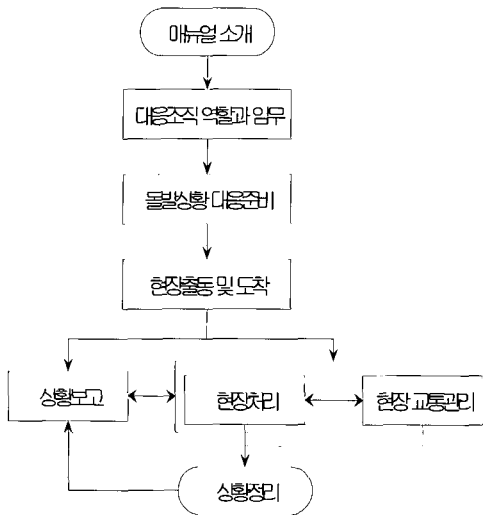 매뉴얼 소개
대응조직 역할과 임무
돌발상황 대응준비
현장출동 및 도착
상황보고
현장처리
현장 교통관리
상황정리